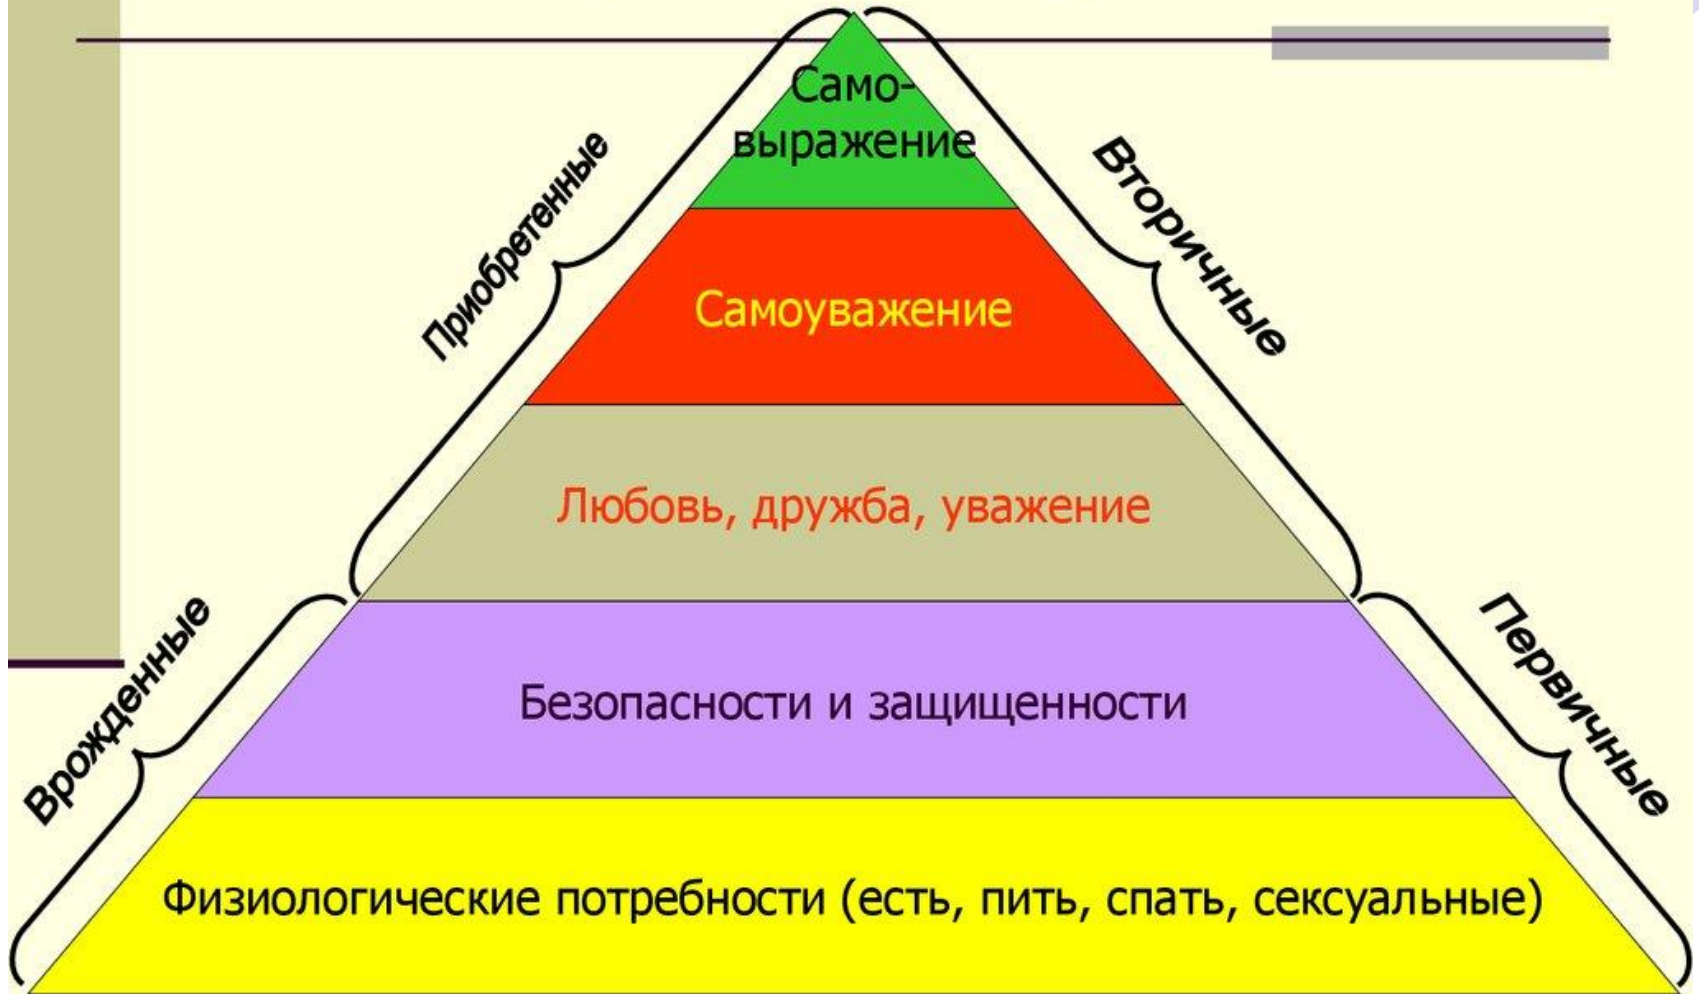 Само-
выражение
Приобретенные
Вторичные
Самоуважение
Любовь, дружба, уважение
Врожденные
Первичные
Безопасности и защищенности
Физиологические потребности (есть, пить, спать, сексуальные)